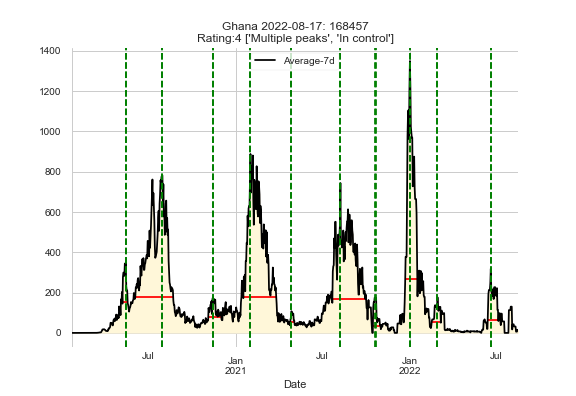 Ghana 2022-08-17: 168457
Rating:4 ['Multiple peaks', 'In control']
Average-7d
1400
1200
1000
800
600
400
200
0
Jul
Jan
2021
Jul
Jan
2022
Jul
Date